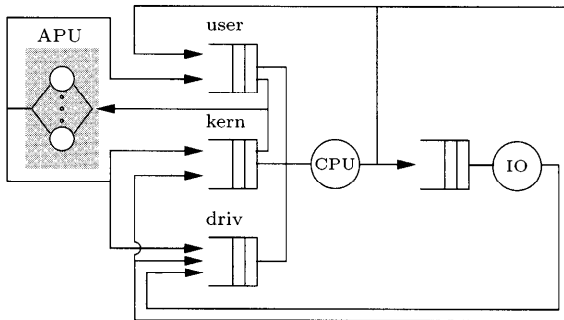 user
APU
kern
CPU
IO
driv